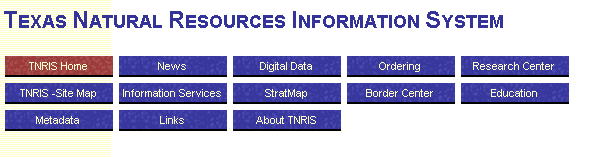 Texas Natural Resources Information System
TNRIS Home News Digital Data Ordering Research Center
TNRIS -Site Map Information Services StratMap Border Center Education
Metadata Links About TNRIS